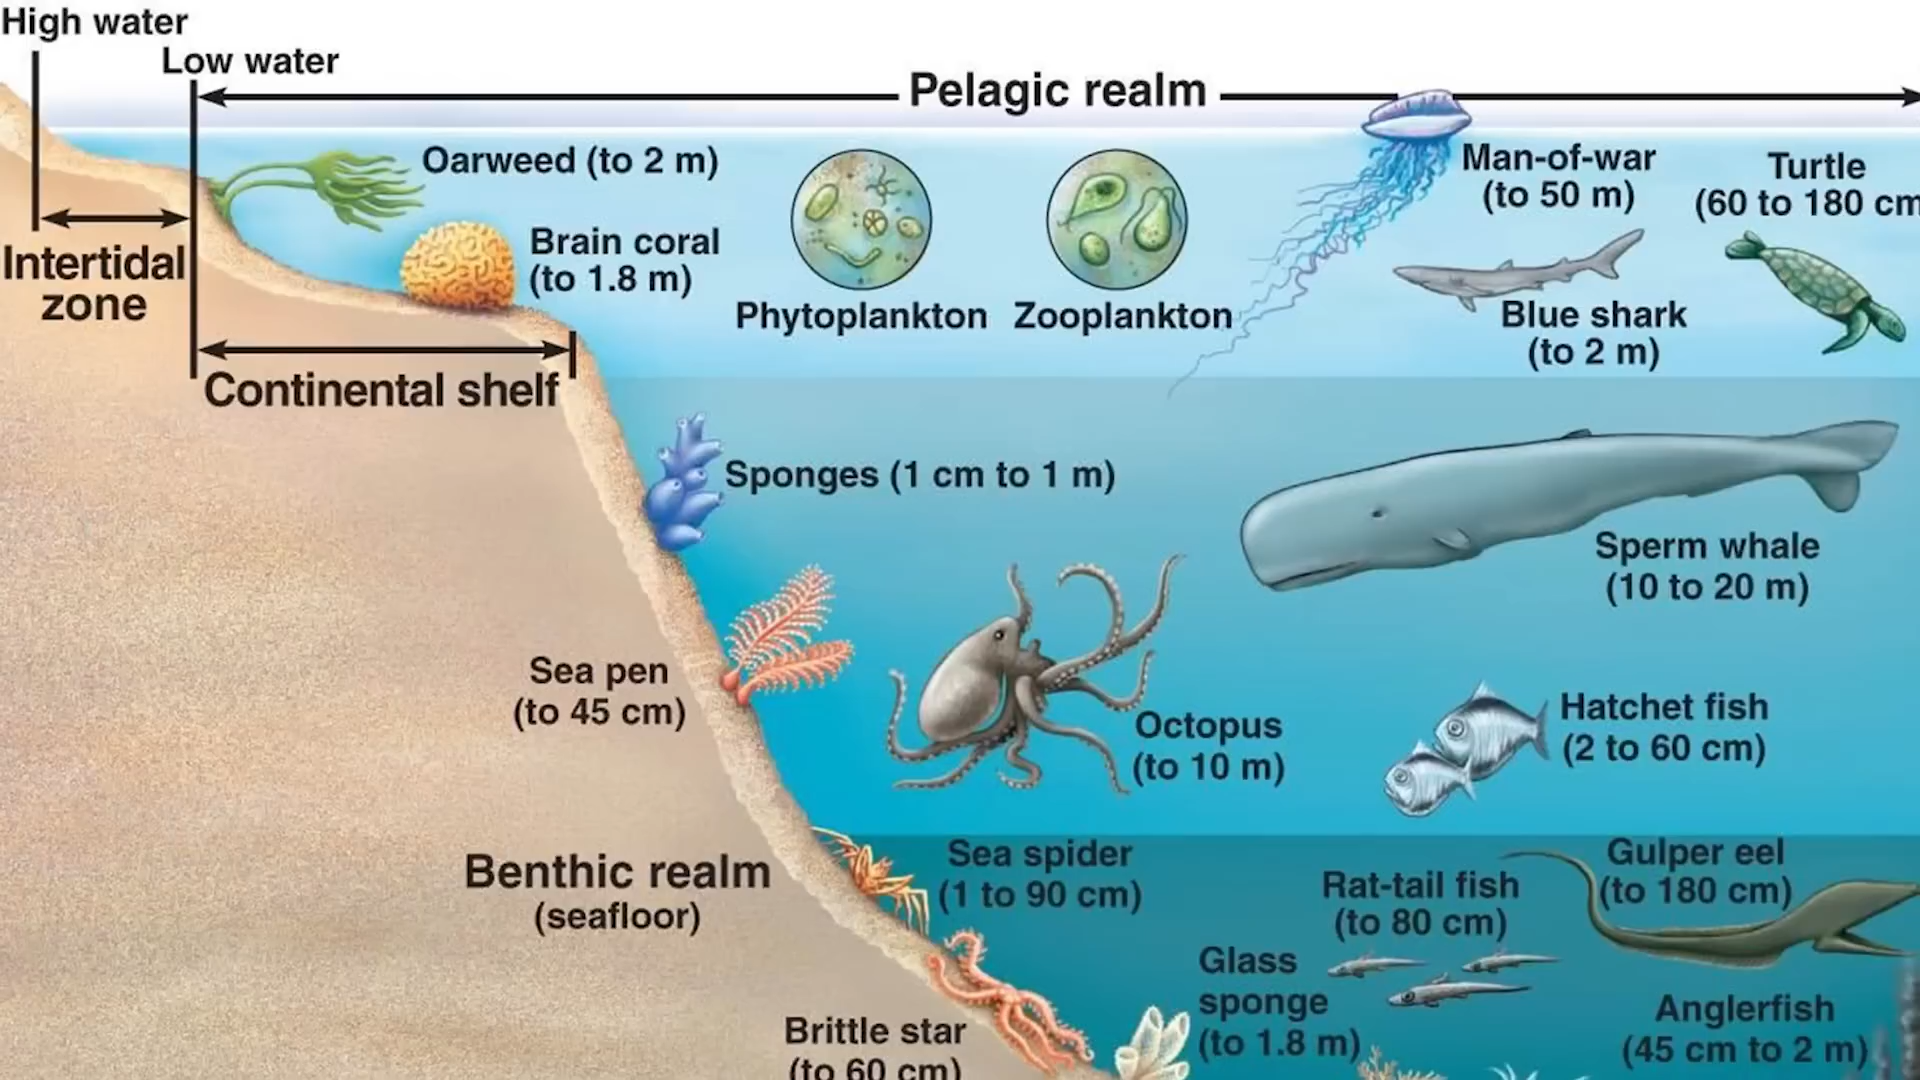 High water
Low water
Pelagic realm
Oarweed (to 2 m)
Man-of-war
(to 50 m)
Turtle
(60 to 180 cm
Brain coral
(to 1.8 m)
Intertidal
zone
Phytoplankton
Zooplankton
Blue shark
(to 2 m)
Continental shelf
Sponges (1 cm to 1 m)
Sperm whale
(10 to 20 m)
Sea pen
(to 45 cm)
Octopus
(to 10 m)
Hatchet fish
(2 to 60 cm)
Benthic realm
(seafloor)
Sea spider
(1 to 90 cm)
Rat-tail fish
(to 80 cm)
Gulper eel
(to 180 cm)
Glass
sponge
(to 1.8 m)
Anglerfish
(45 cm to 2 m)
Brittle star
(to 60 cm)